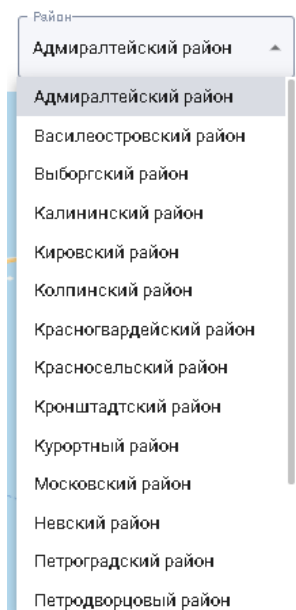 Район
Адмиралтейский район
Адмиралтейский район
Василеостровский район
Выборгский район
Калининский район
Кировский район
Колпинский район
Красногвардейский район
Красносельский район
Кронштадтский район
Курортный район
Московский район
Невский район
Петроградский район
Петродворцовый район